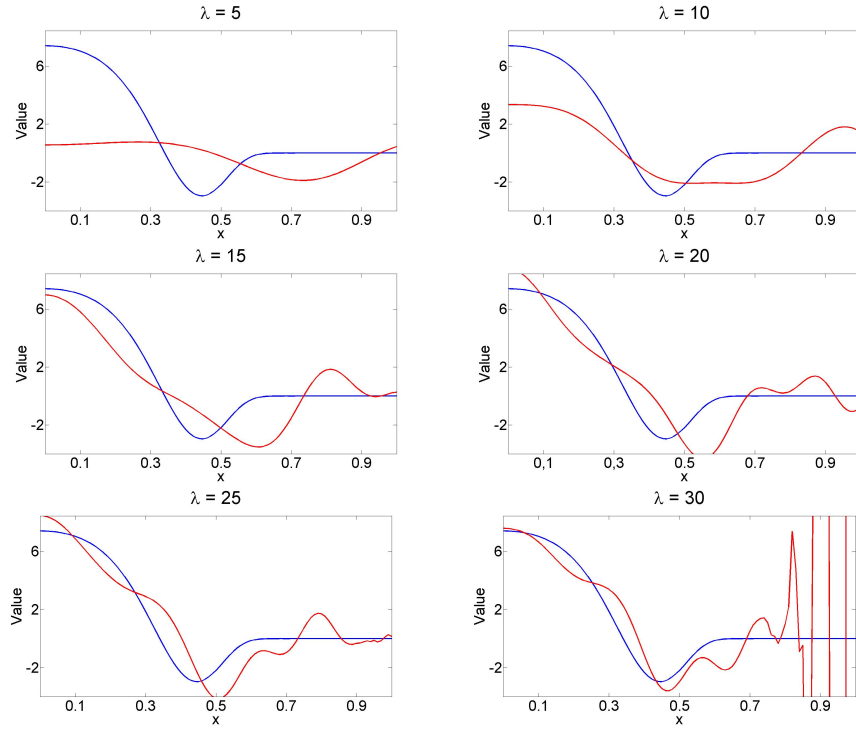 λ = 5
λ = 10
6
2
-2
Value
0.1 0.3 0.5 0.7 0.9
x
6
2
-2
Value
0.1 0.3 0.5 0.7 0.9
x
λ = 15
λ = 20
6
2
-2
Value
0.1 0.3 0.5 0.7 0.9
x
6
2
-2
Value
0.1 0,3 0,5 0.7 0.9
x
λ = 25
λ = 30
6
2
-2
Value
0.1 0.3 0.5 0.7 0.9
x
6
2
-2
Value
0.1 0.3 0.5 0.7 0.9
x